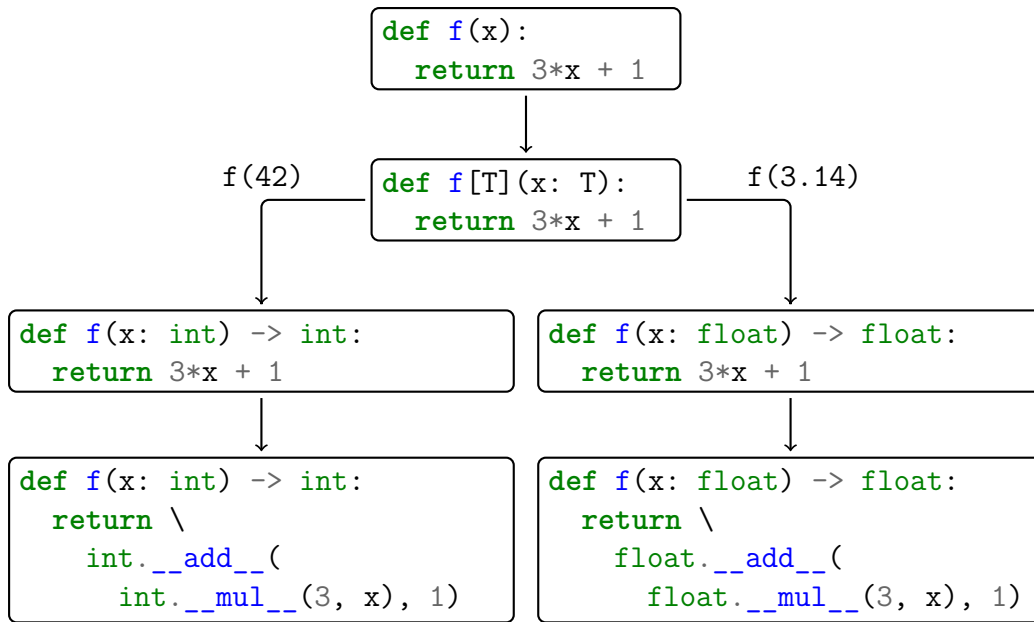 def f(x):
  return 3*x + 1
f(42)
def f[T](x: T):
  return 3*x + 1
f(3.14)
def f(x: int) -> int:
  return 3*x + 1
def f(x: float) -> float:
  return 3*x + 1
def f(x: int) -> int:
  return \
    int.__add__(
      int.__mul__(3, x), 1)
def f(x: float) -> float:
  return \
    float.__add__(
      float.__mul__(3, x), 1)